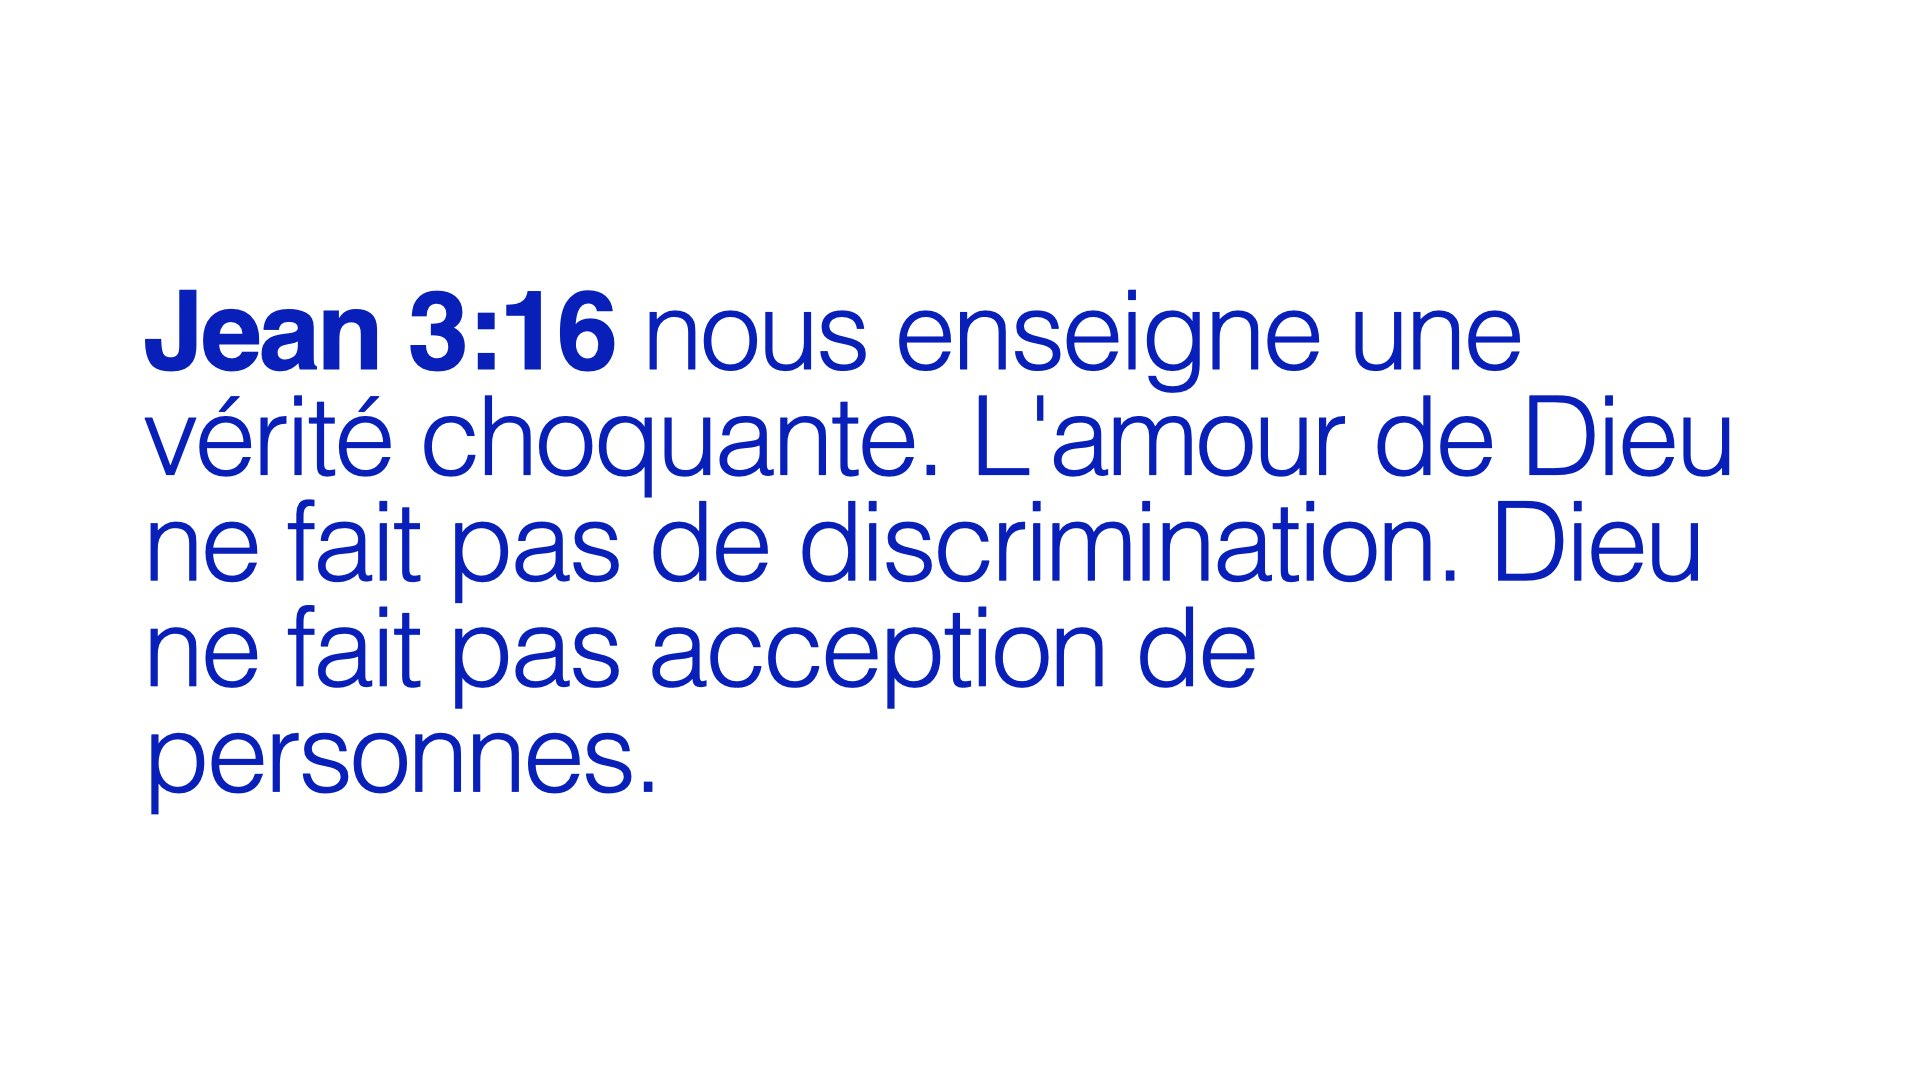 Jean 3:16 nous enseigne une
vérité choquante. L'amour de Dieu
ne fait pas de discrimination. Dieu
ne fait pas acception de
personnes.